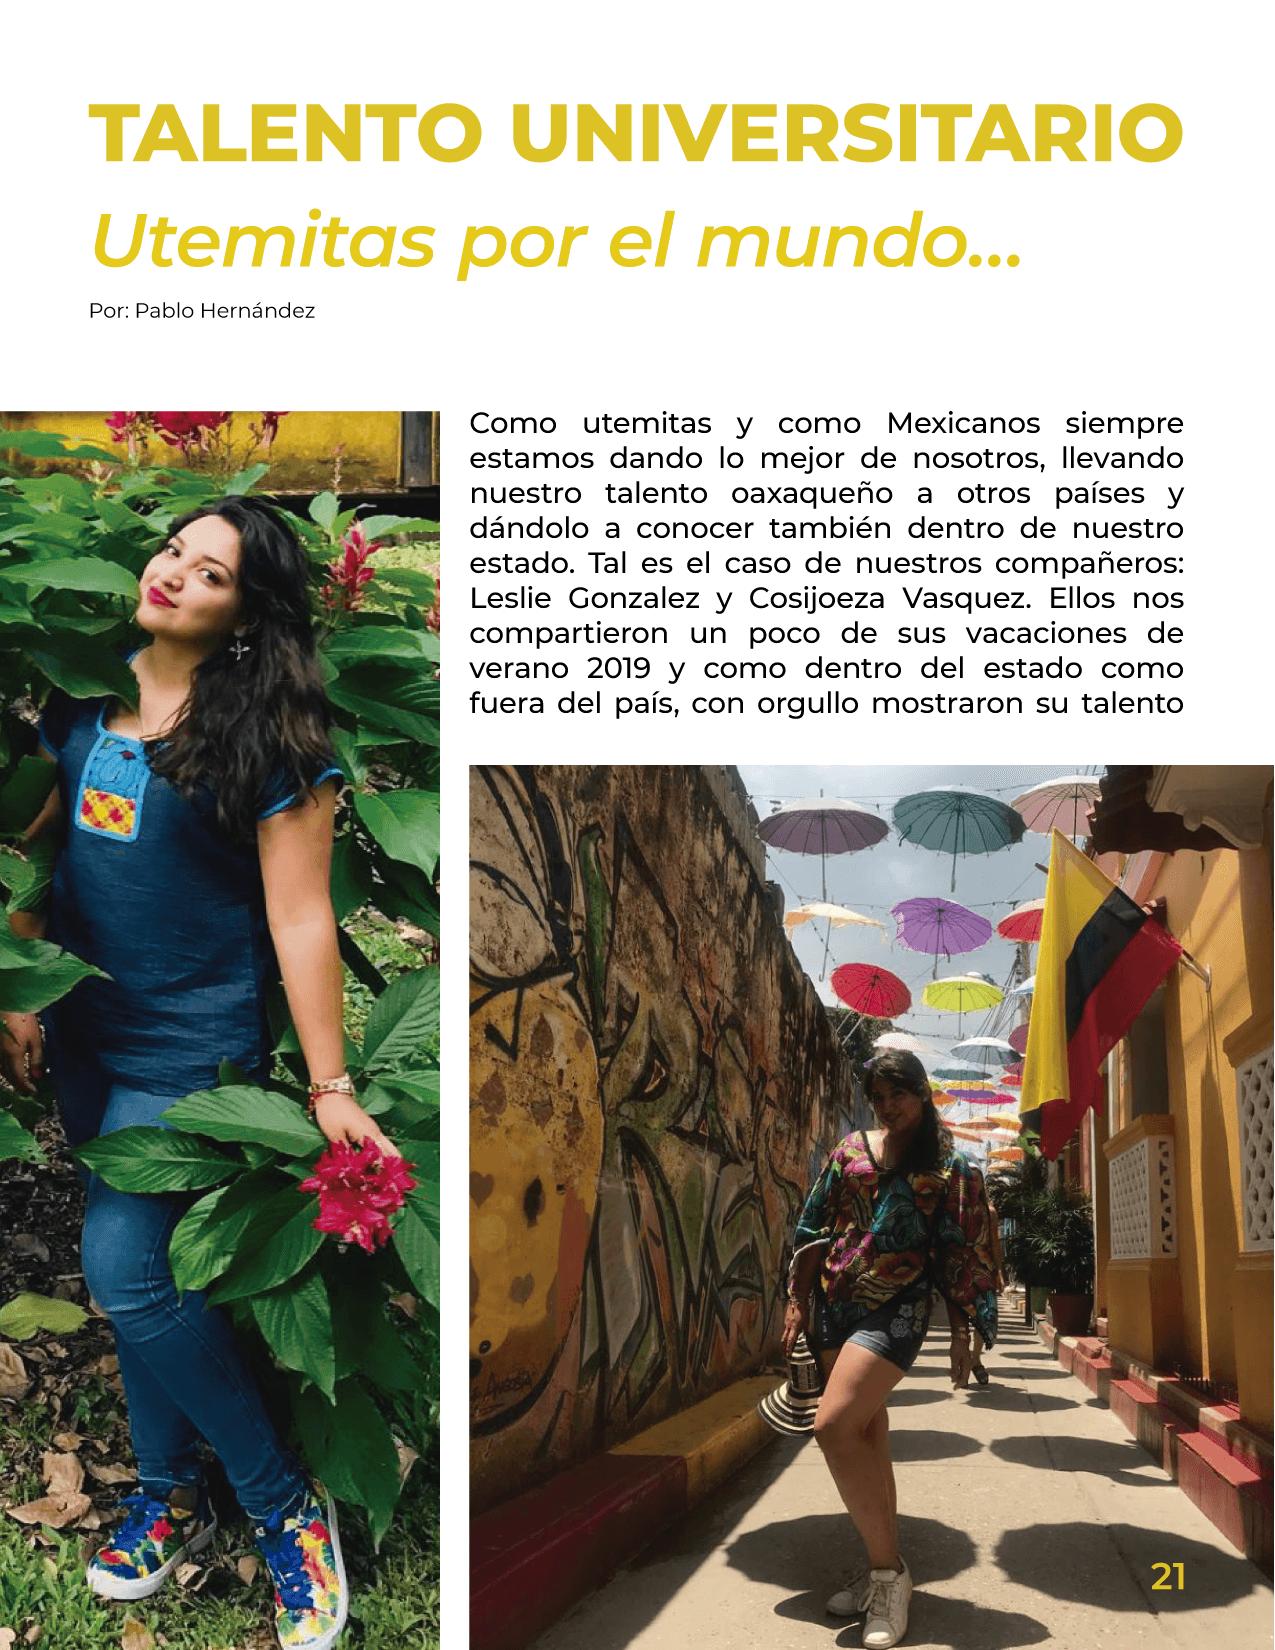 TALENTO UNIVERSITARIO
Utemitas por el mundo...
Por: Pablo Hernández
Como utemitas y como Mexicanos siempre
estamos dando lo mejor de nosotros, llevando
nuestro talento oaxaqueño a otros países y
dándolo a conocer también dentro de nuestro
estado. Tal es el caso de nuestros compañeros:
Leslie Gonzalez y Cosijoeza Vasquez. Ellos nos
compartieron un poco de sus vacaciones de
verano 2019 y como dentro del estado como
fuera del país, con orgullo mostraron su talento
21